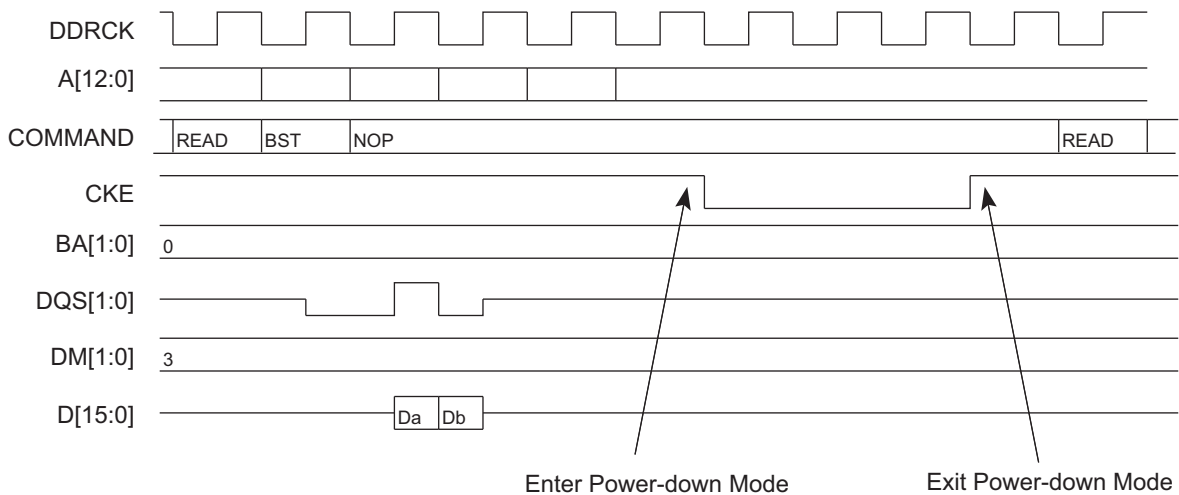 DDRCK
A[12:0]
COMMAND READ BST NOP READ
CKE
BA[1:0] 0
DQS[1:0]
DM[1:0] 3
D[15:0] Da Db
Enter Power-down Mode Exit Power-down Mode